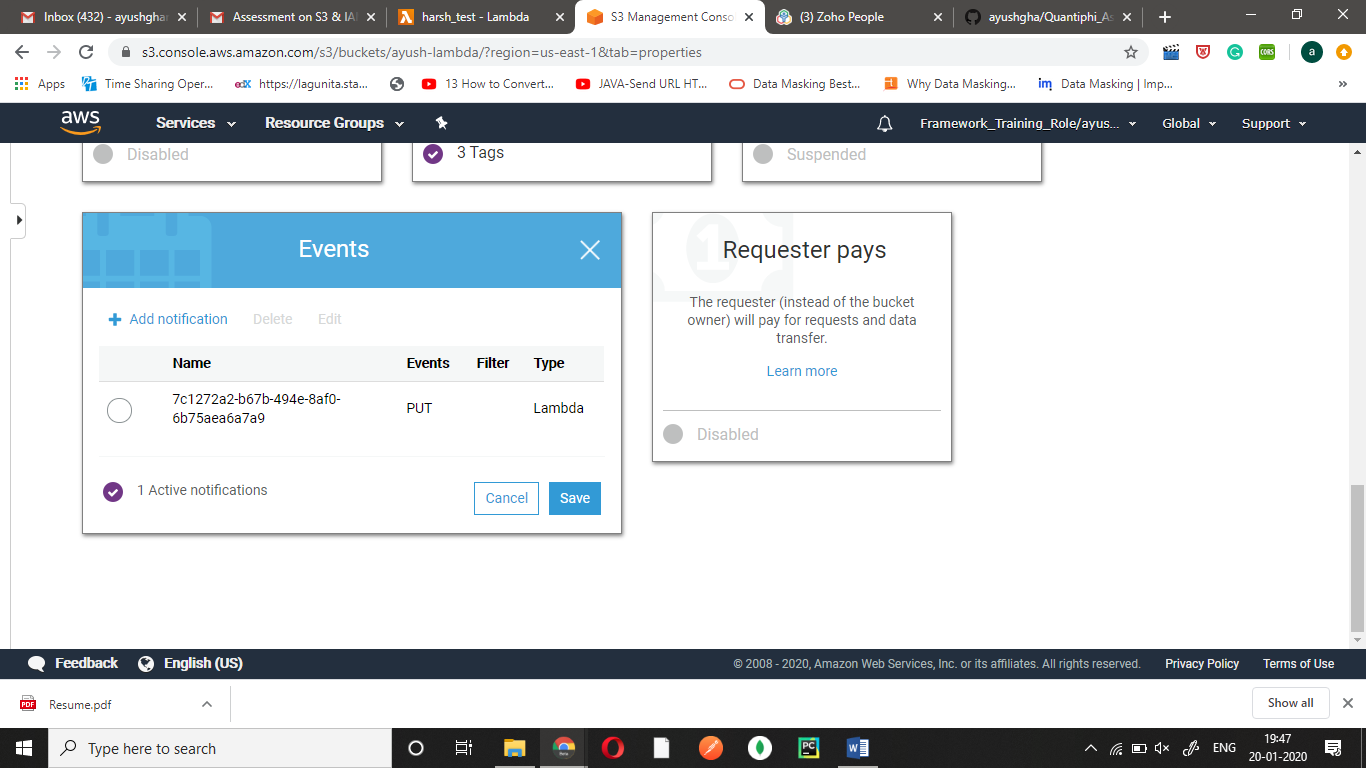 Inbox (432) - ayushghar
Assessment on S3 & IA
harsh_test - Lambda
S3 Management Conso
(3) Zoho People
ayushgha/Quantiphi_As
s3.console.aws.amazon.com/s3/buckets/ayush-lambda/?region=us-east-1&tab=properties
CORS
a
Apps
Time Sharing Oper...
edX
https://lagunita.sta...
13 How to Convert...
JAVA-Send URL HT...
Data Masking Best...
Why Data Masking...
im
Data Masking | Imp...
»
aws
Services
Resource Groups
Framework_Training_Role/ayus...
Global
Support
Disabled
3 Tags
Suspended
Events
Add notification
Delete
Edit
Name
Events
Filter
Type
7c1272a2-b67b-494e-8af0-
6b75aea6a7a9
PUT
Lambda
1 Active notifications
Cancel
Save
Requester pays
The requester (instead of the bucket
owner) will pay for requests and data
transfer.
Learn more
Disabled
Feedback
English (US)
© 2008 - 2020, Amazon Web Services, Inc. or its affiliates. All rights reserved.
Privacy Policy
Terms of Use
PDF
Resume.pdf
Show all
Type here to search
PC
W
ENG
19:47
20-01-2020